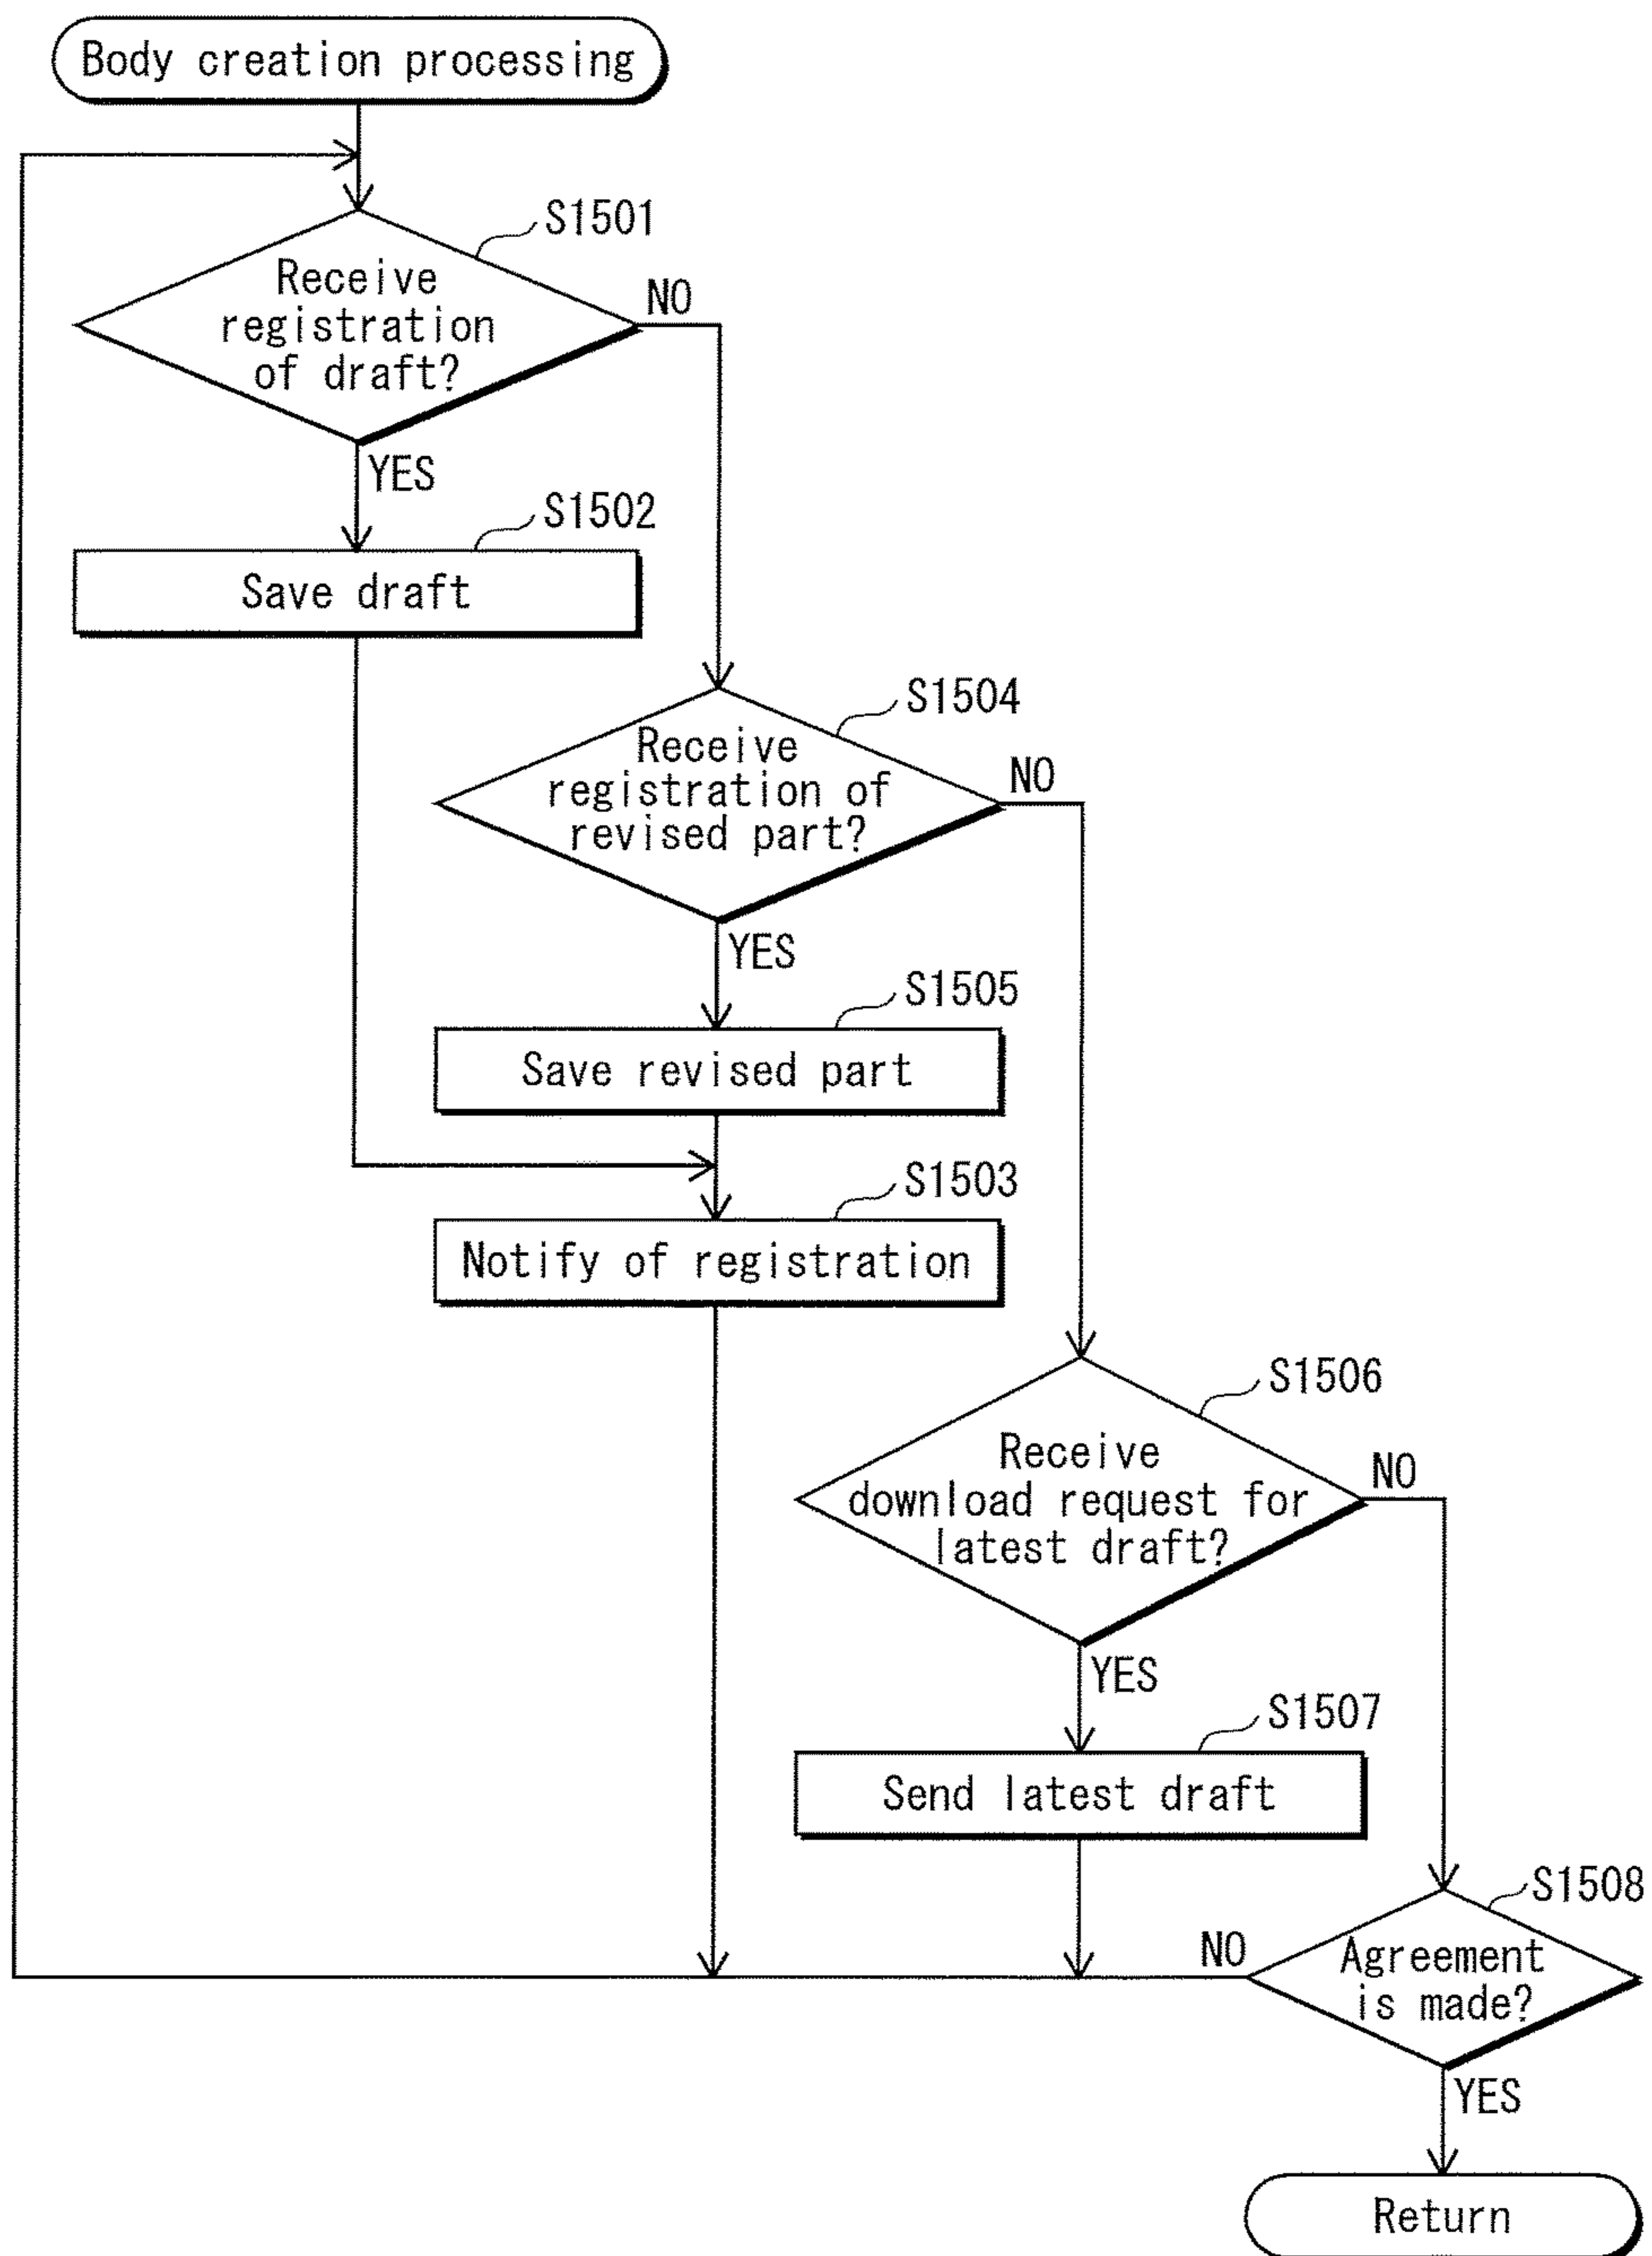 Body creation processing
S1501
Receive
registration
of draft?
NO
YES
S1502
Save draft
S1504
Receive
registration of
revised part?
NO
YES
S1505
Save revised part
S1503
Notify of registration
S1506
Receive
download request for
latest draft?
NO
YES
S1507
Send latest draft
S1508
NO
Agreement
is made?
YES
Return